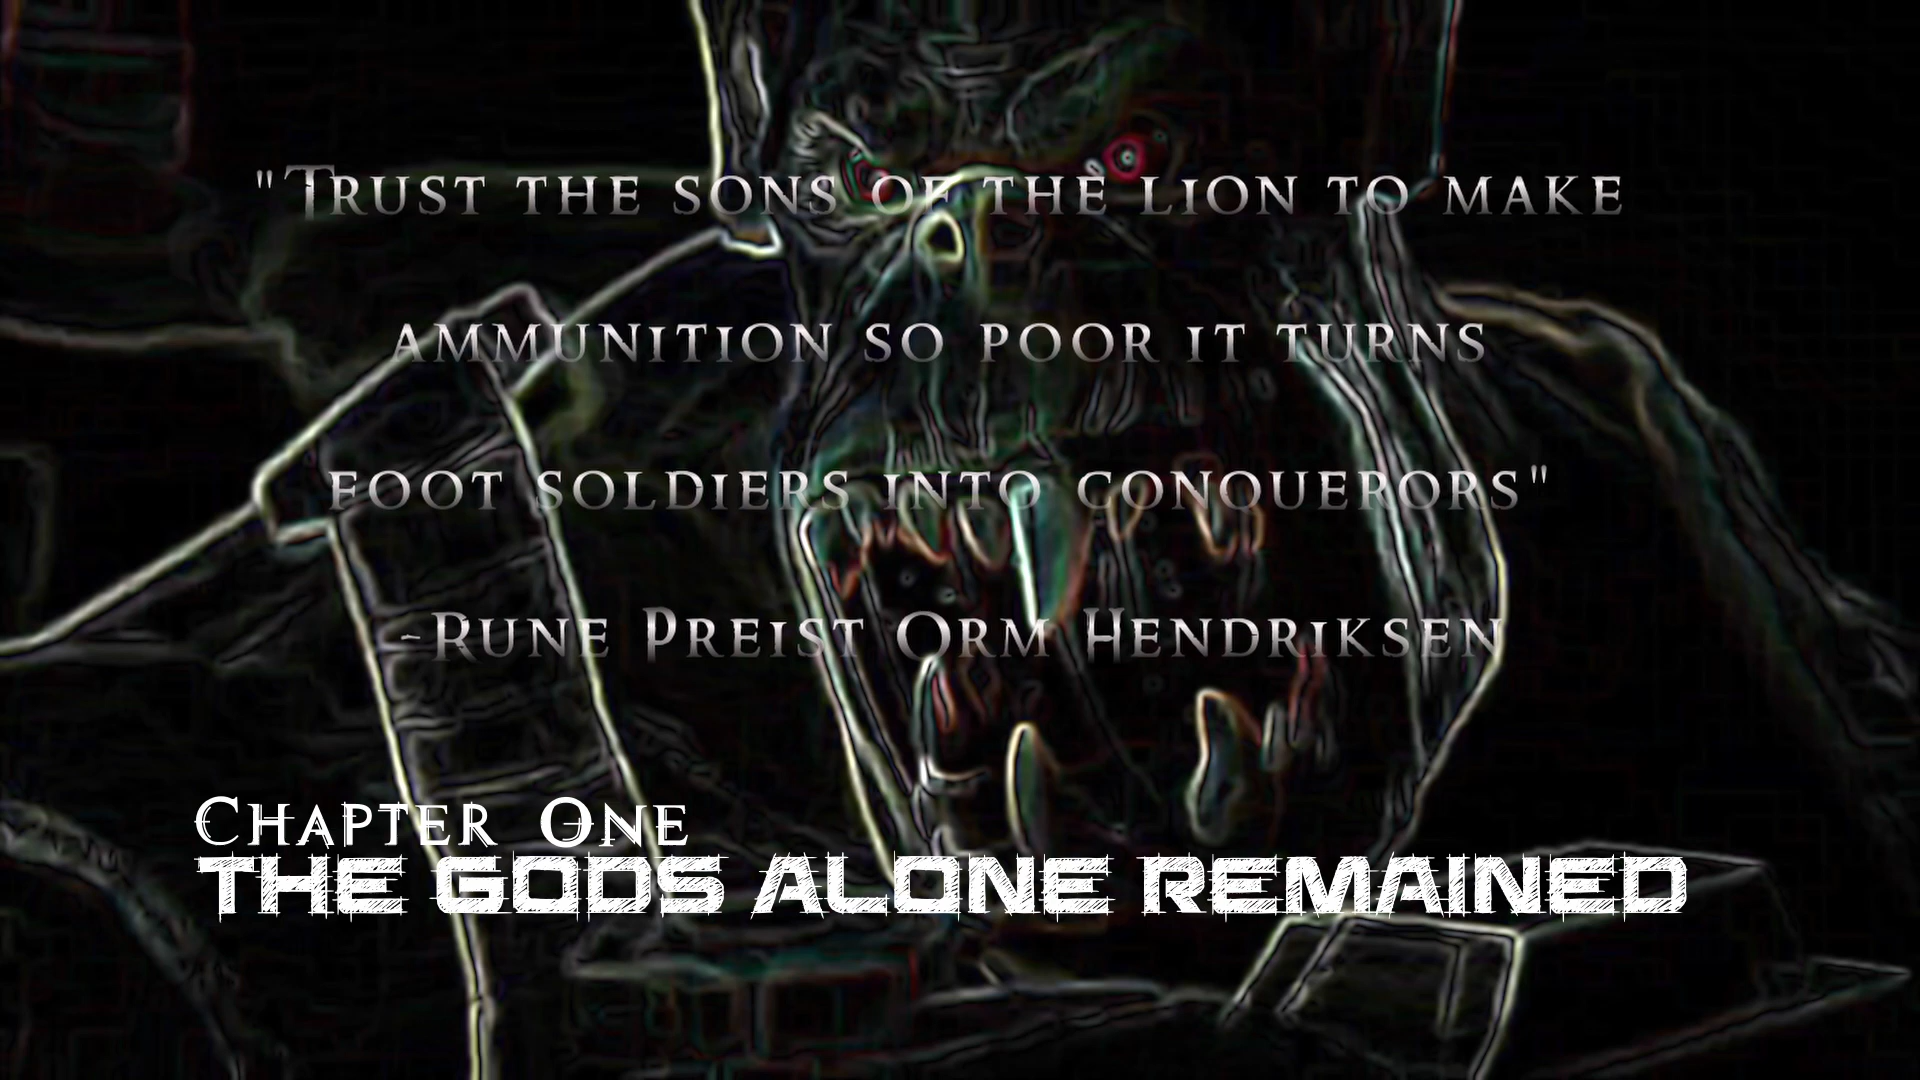 "Trust the sons of the lion to make
ammunition so poor it turns
foot soldiers into conquerors"
-Rune Preist Orm Hendriksen
Chapter One
THE GODS ALONE REMAINED